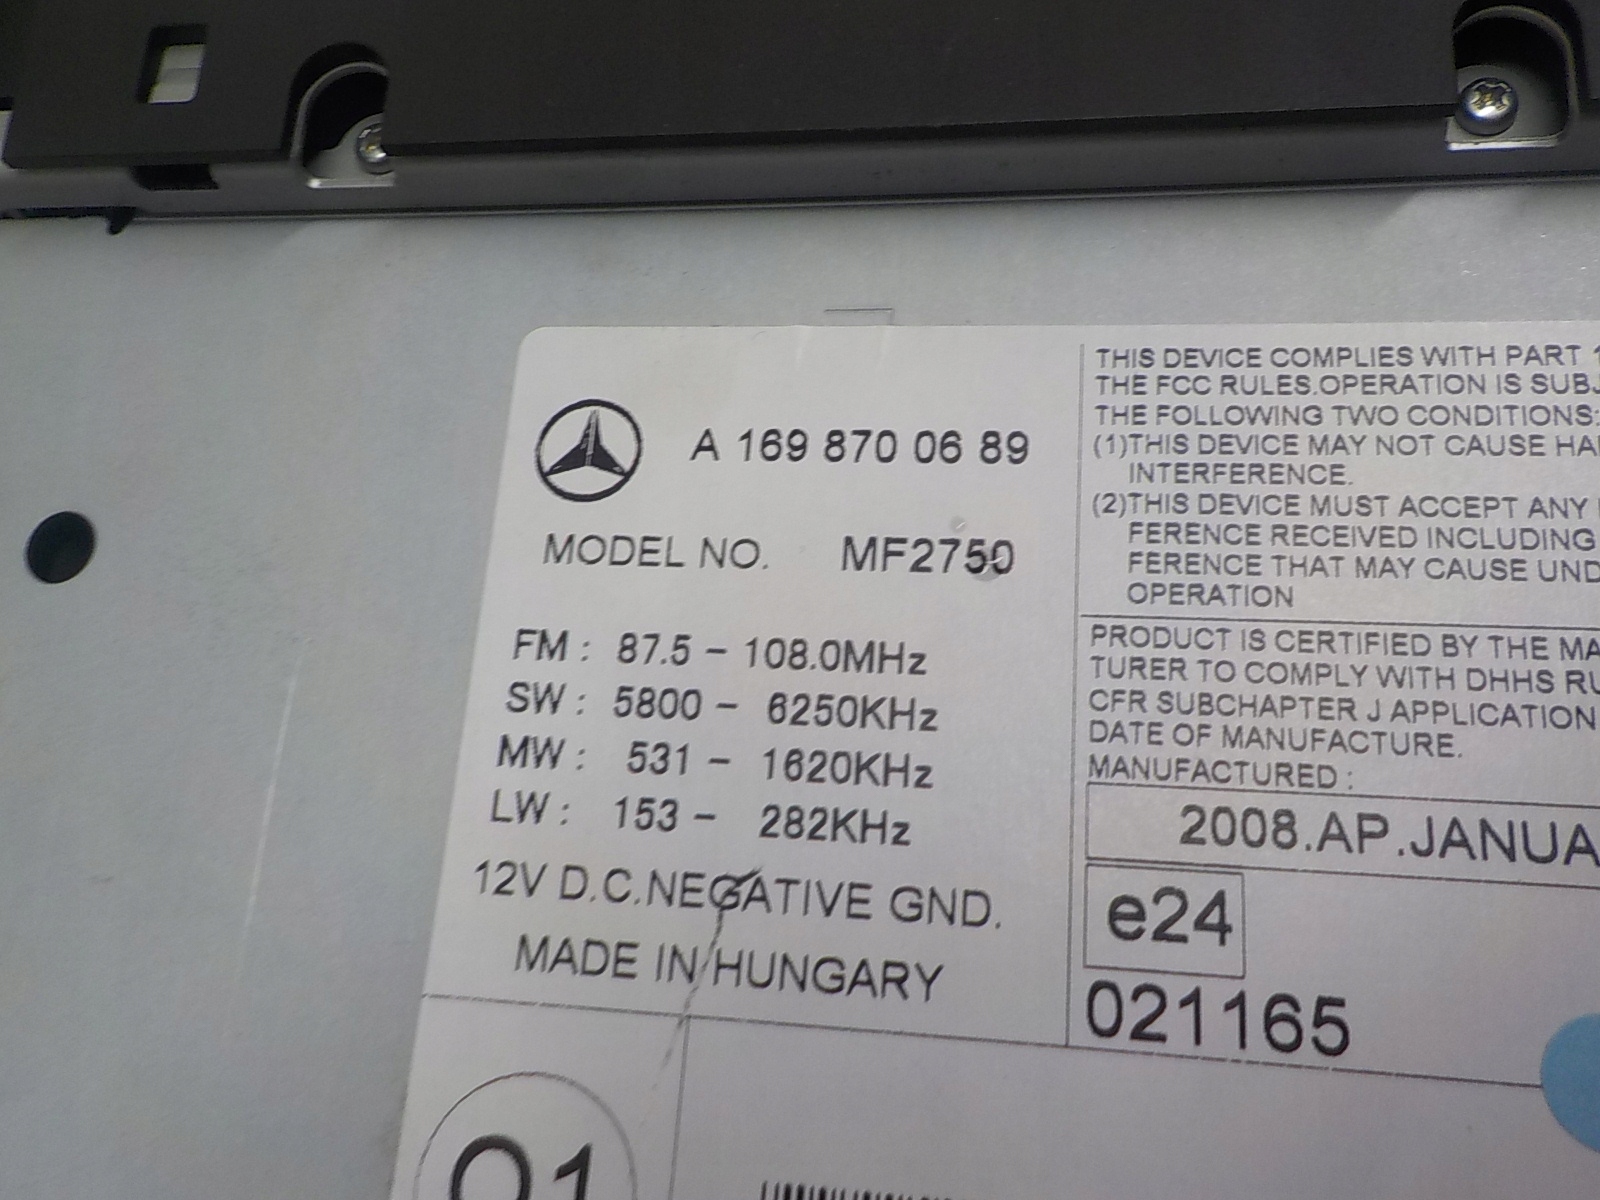 A 169 870 06 89
MODEL NO. MF2750
FM : 87.5 - 108.0MHz
SW : 5800 - 6250KHz
MW : 531 - 1620KHz
LW : 153 - 282KHz
12V D.C.NEGATIVE GND.
MADE IN HUNGARY
THIS DEVICE COMPLIES WITH PART
THE FCC RULES.OPERATION IS SUBJ
THE FOLLOWING TWO CONDITIONS:
(1)THIS DEVICE MAY NOT CAUSE HA
INTERFERENCE.
(2)THIS DEVICE MUST ACCEPT ANY
FERENCE RECEIVED INCLUDING
FERENCE THAT MAY CAUSE UND
OPERATION
PRODUCT IS CERTIFIED BY THE MA
TURER TO COMPLY WITH DHHS RU
CFR SUBCHAPTER J APPLICATION
DATE OF MANUFACTURE.
MANUFACTURED :
2008.AP.JANUA
e24
021165